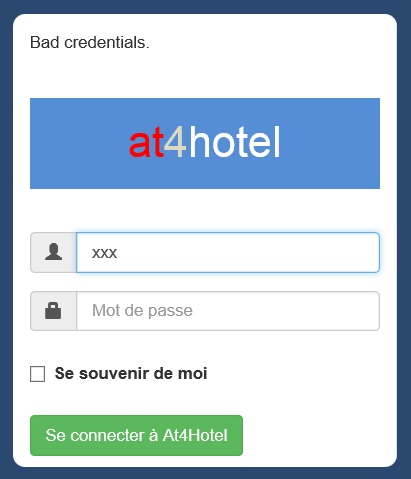 Bad credentials.
at4hotel
xxx
Mot de passe
Se souvenir de moi
Se connecter à At4Hotel